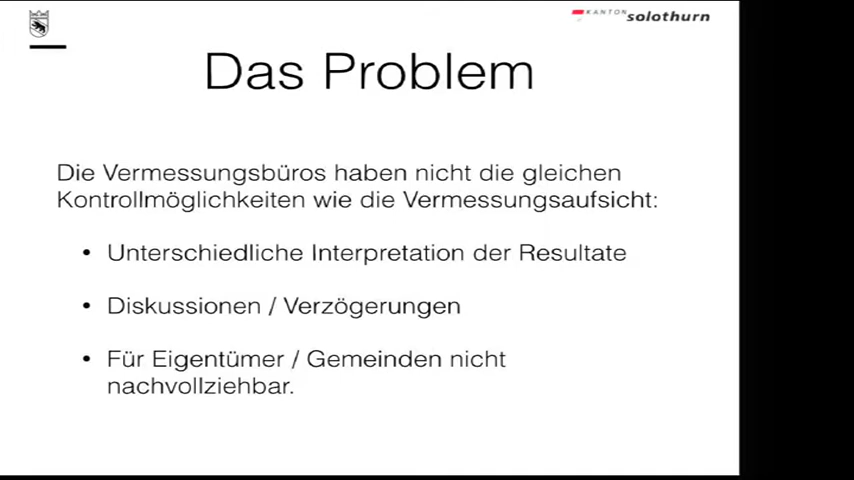 KANTON solothurn
Das Problem
Die Vermessungsbüros haben nicht die gleichen
Kontrollmöglichkeiten wie die Vermessungsaufsicht:
• Unterschiedliche Interpretation der Resultate
• Diskussionen / Verzögerungen
• Für Eigentümer / Gemeinden nicht
nachvollziehbar.